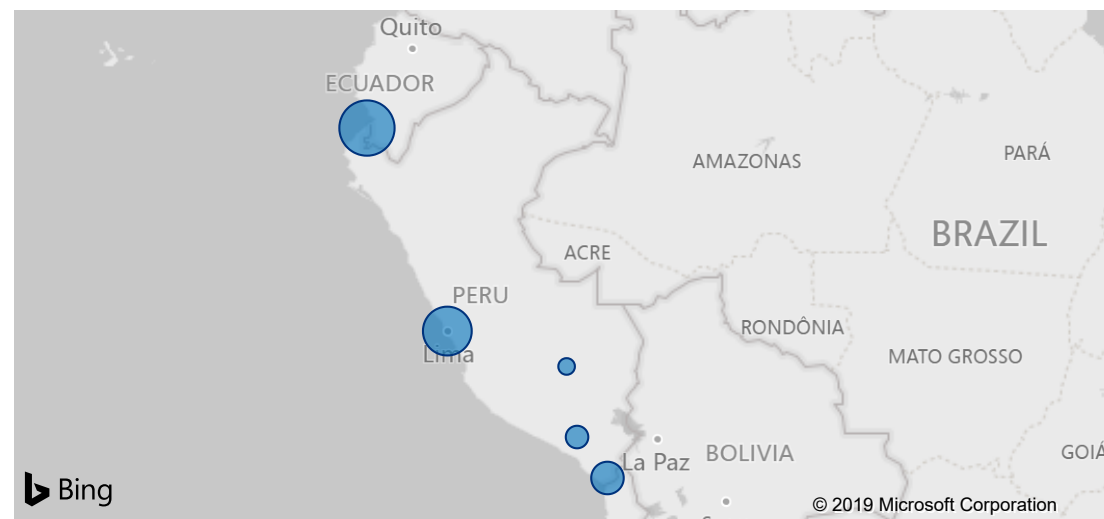 Quito
ECUADOR
AMAZONAS
PARÁ
BRAZIL
ACRE
PERU
RONDÔNIA
Lima
MATO GROSSO
BOLIVIA
GOIÁ
La Paz
Bing
© 2019 Microsoft Corporation